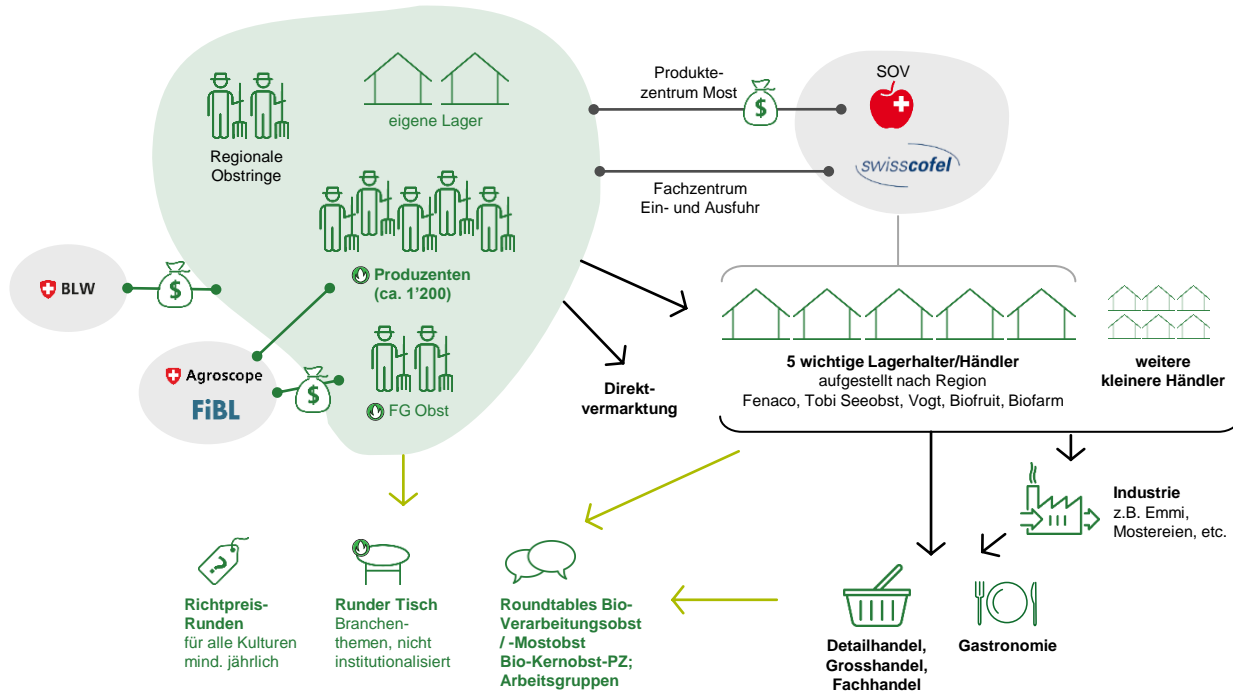 Regionale
Obstringe
eigene Lager
Produzenten
(ca. 1'200)
FG Obst
BLW
$
Agroscope
FiBL
$
Produkte-
zentrum Most
$
Fachzentrum
Ein- und Ausfuhr
SOV
swisscofel
Direkt-
vermarktung
5 wichtige Lagerhalter/Händler
aufgestellt nach Region
Fenaco, Tobi Seeobst, Vogt, Biofruit, Biofarm
weitere
kleinere Händler
Industrie
z.B. Emmi,
Mostereien, etc.
?
Richtpreis-
Runden
für alle Kulturen
mind. jährlich
Runder Tisch
Branchen-
themen, nicht
institutionalisiert
Roundtables Bio-
Verarbeitungsobst
/ -Mostobst
Bio-Kernobst-PZ;
Arbeitsgruppen
Detailhandel,
Grosshandel,
Fachhandel
Gastronomie